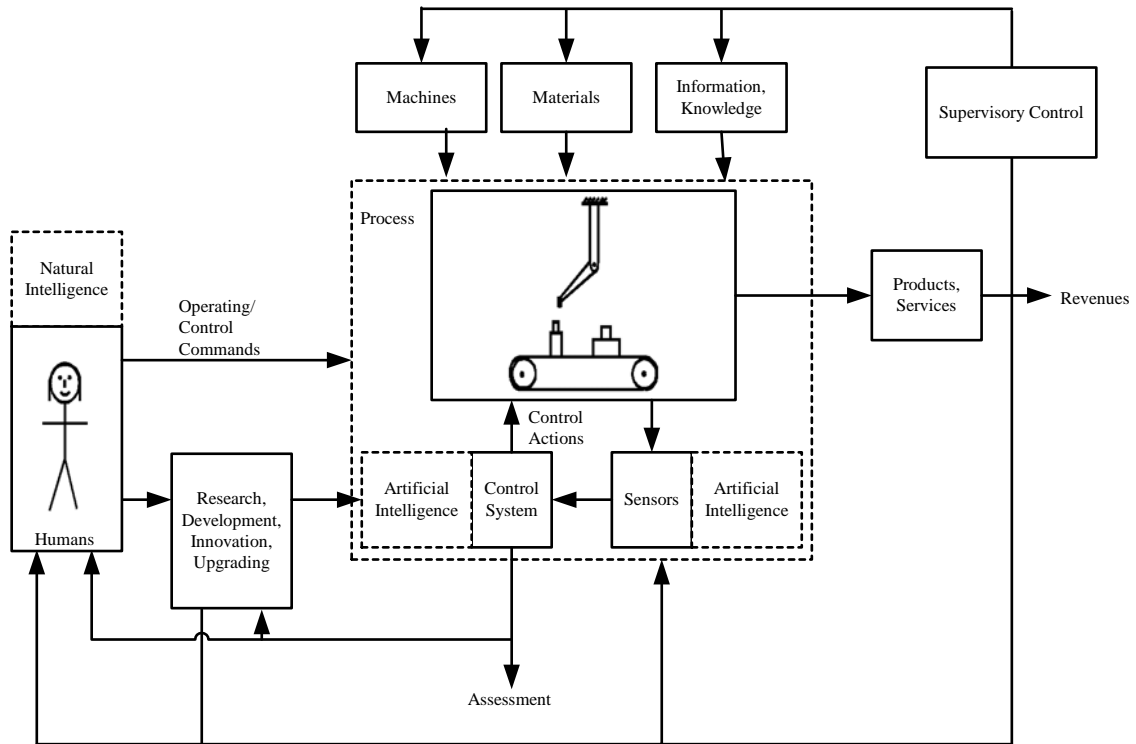 Machines
Materials
Information,
Knowledge
Supervisory Control
Process
Natural
Intelligence
Operating/
Control
Commands
Products,
Services
Revenues
Control
Actions
Research,
Development,
Innovation,
Upgrading
Artificial
Intelligence
Control
System
Sensors
Artificial
Intelligence
Humans
Assessment